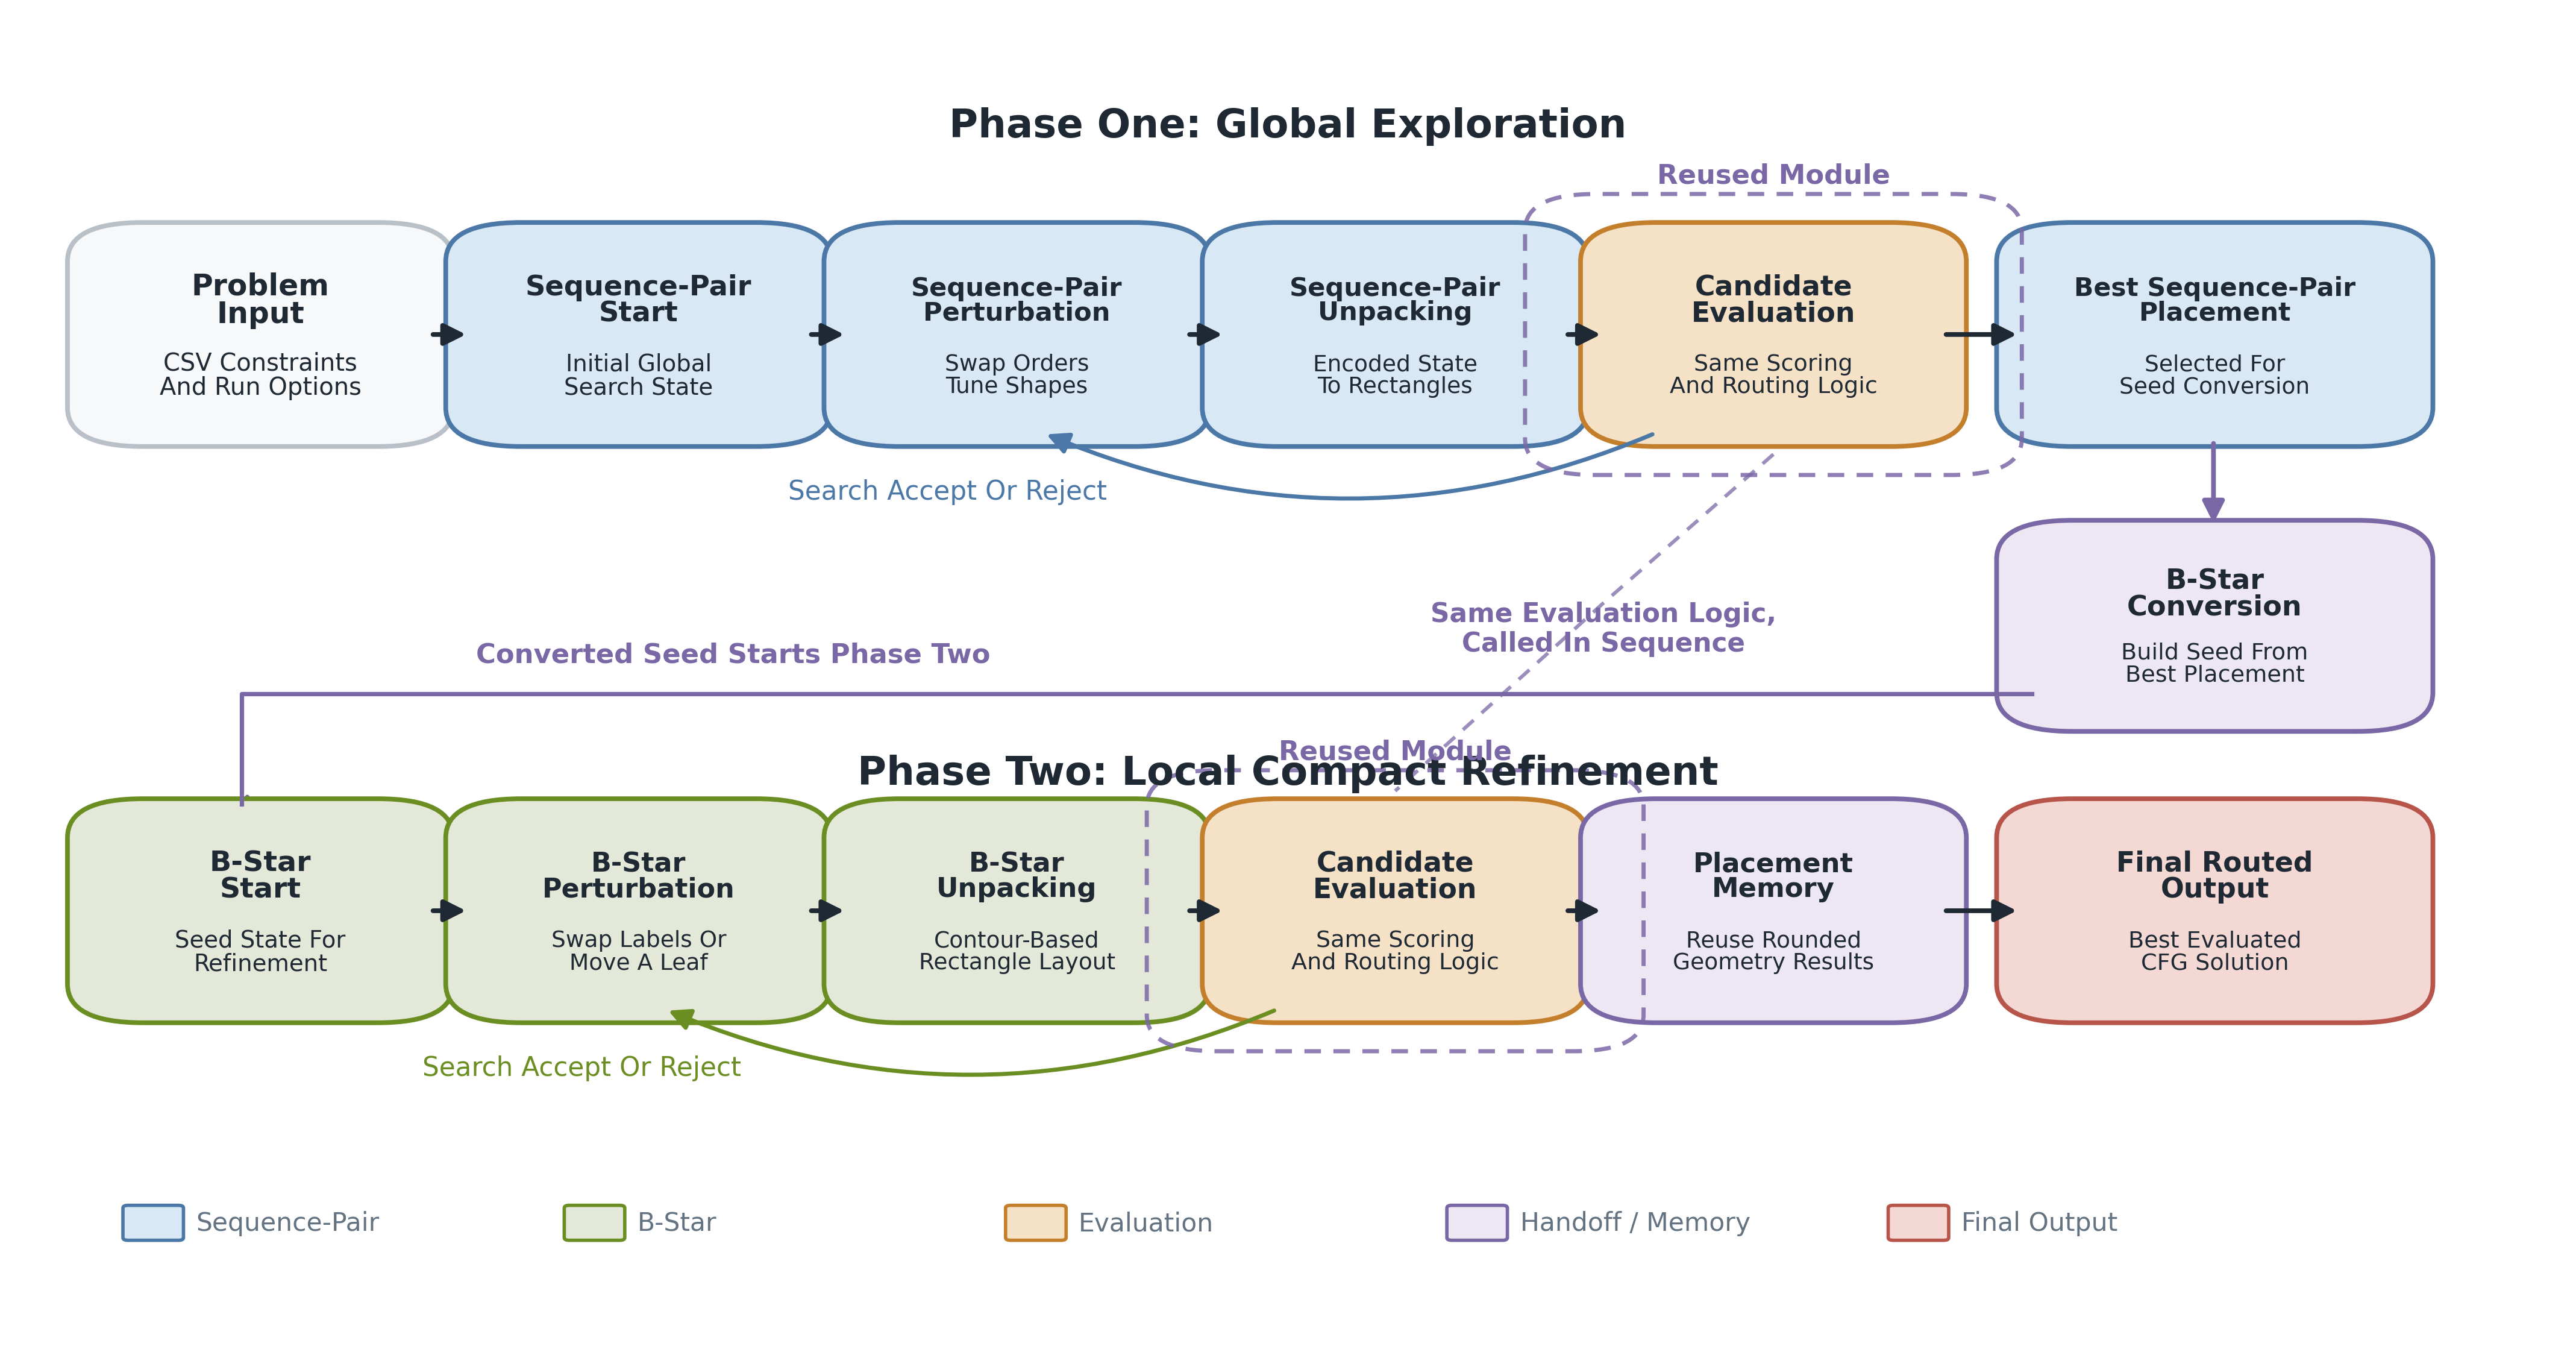 Phase One: Global Exploration
Reused Module
Problem
Input
CSV Constraints
And Run Options
Sequence-Pair
Start
Initial Global
Search State
Sequence-Pair
Perturbation
Swap Orders
Tune Shapes
Sequence-Pair
Unpacking
Encoded State
To Rectangles
Candidate
Evaluation
Same Scoring
And Routing Logic
Best Sequence-Pair
Placement
Selected For
Seed Conversion
Search Accept Or Reject
B-Star
Conversion
Build Seed From
Best Placement
Same Evaluation Logic,
Called In Sequence
Converted Seed Starts Phase Two
Reused Module
Phase Two: Local Compact Refinement
B-Star
Start
Seed State For
Refinement
B-Star
Perturbation
Swap Labels Or
Move A Leaf
B-Star
Unpacking
Contour-Based
Rectangle Layout
Candidate
Evaluation
Same Scoring
And Routing Logic
Placement
Memory
Reuse Rounded
Geometry Results
Final Routed
Output
Best Evaluated
CFG Solution
Search Accept Or Reject
Sequence-Pair
B-Star
Evaluation
Handoff / Memory
Final Output